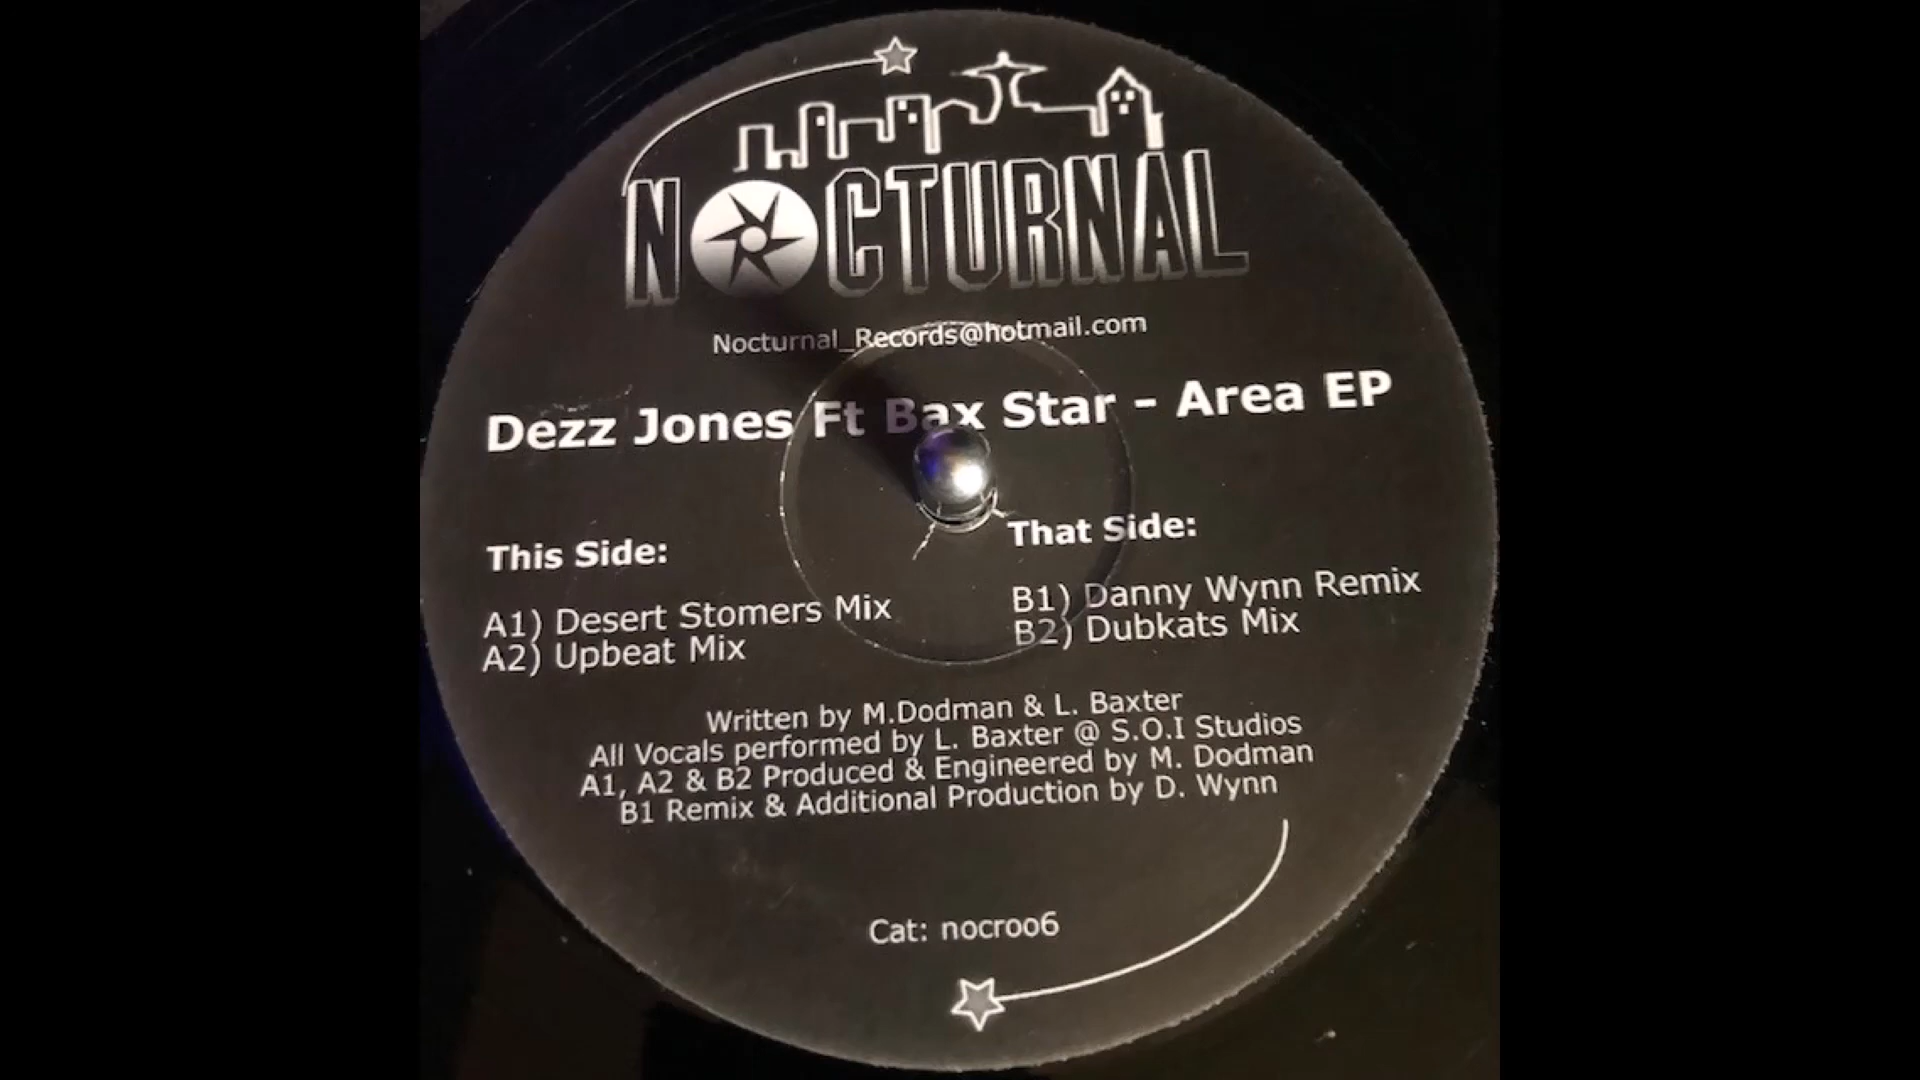 NOCTURNAL
Nocturnal_Records@hotmail.com
Dezz Jones Ft Bax Star - Area EP
This Side:
A1) Desert Stomers Mix
A2) Upbeat Mix
That Side:
B1) Danny Wynn Remix
B2) Dubkats Mix
Written by M.Dodman & L. Baxter
All Vocals performed by L. Baxter @ S.O.I Studios
A1, A2 & B2 Produced & Engineered by M. Dodman
B1 Remix & Additional Production by D. Wynn
Cat: nocroo6